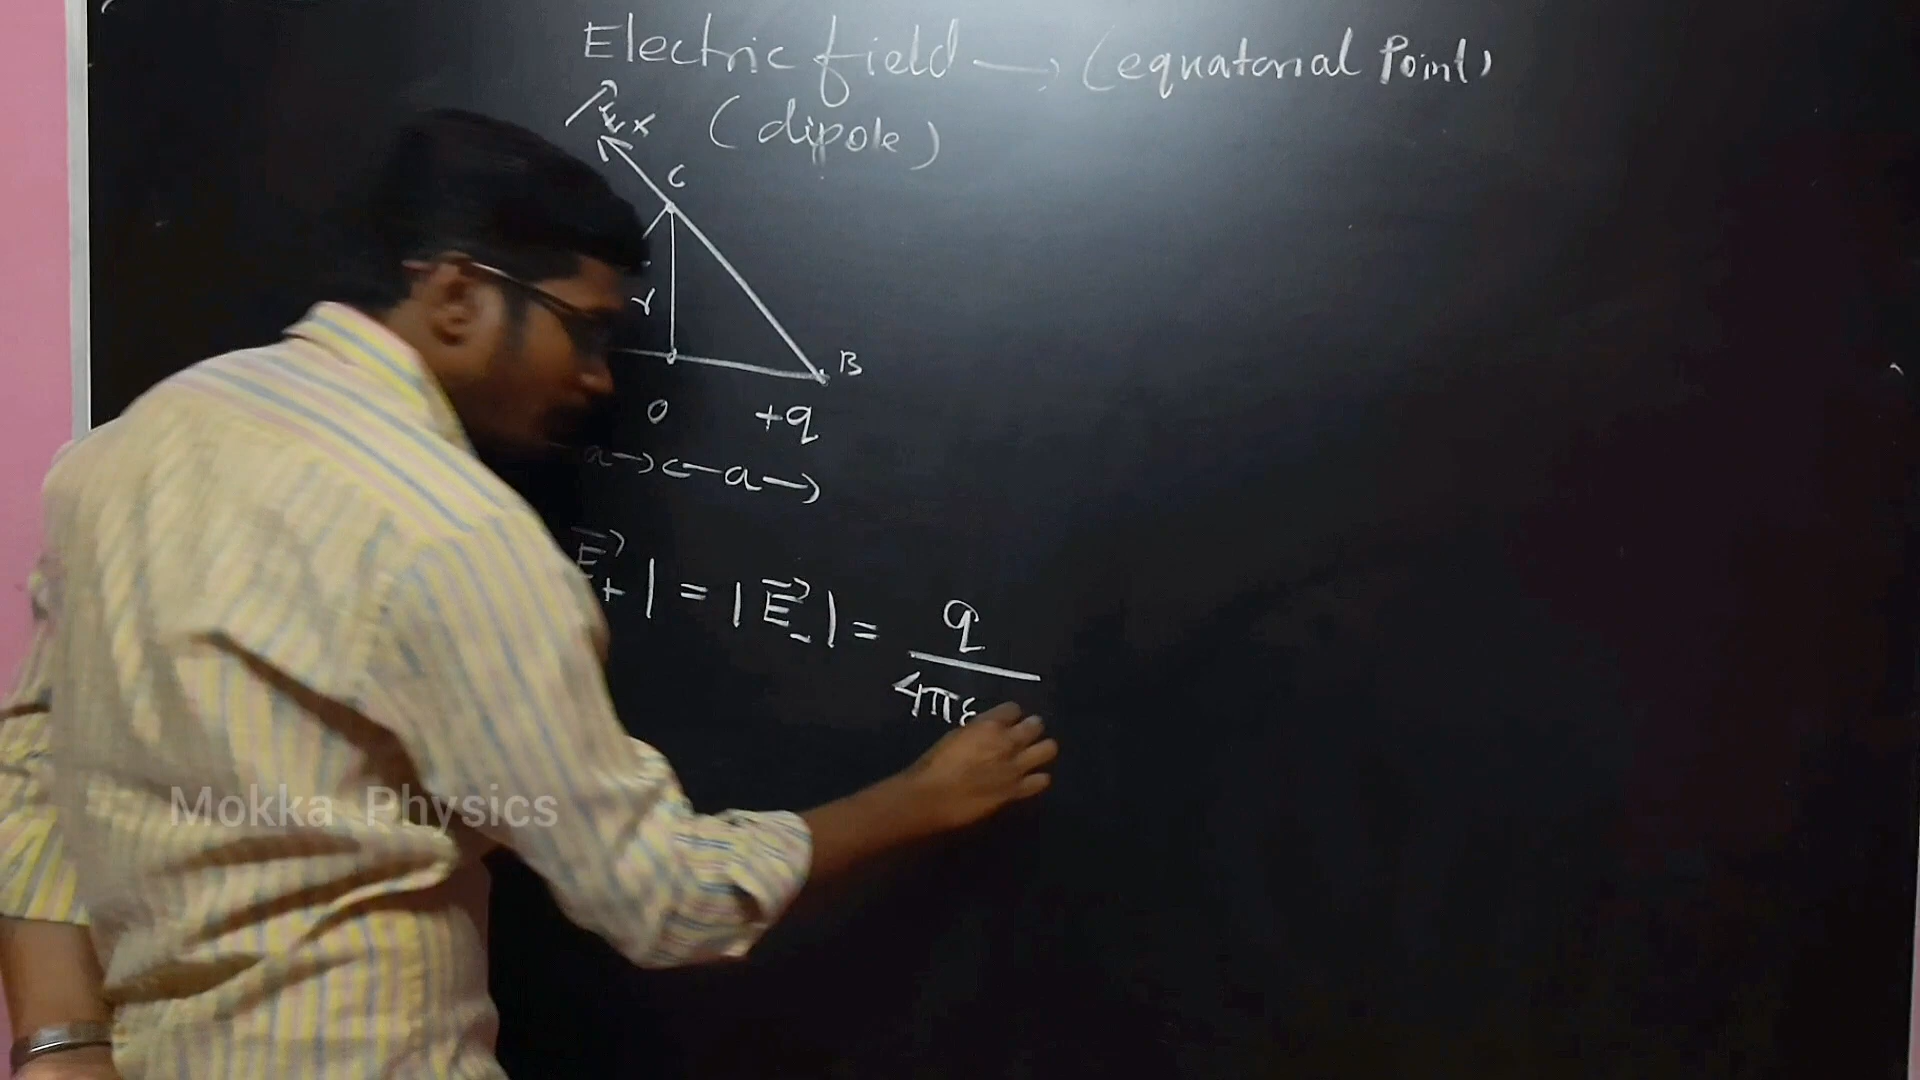 Electric field → (equatorial Point)
(dipole)
C
r
B
O +q
a→←a→
E⃗+ | = | E⃗- | = q
4πε
Mokka Physics